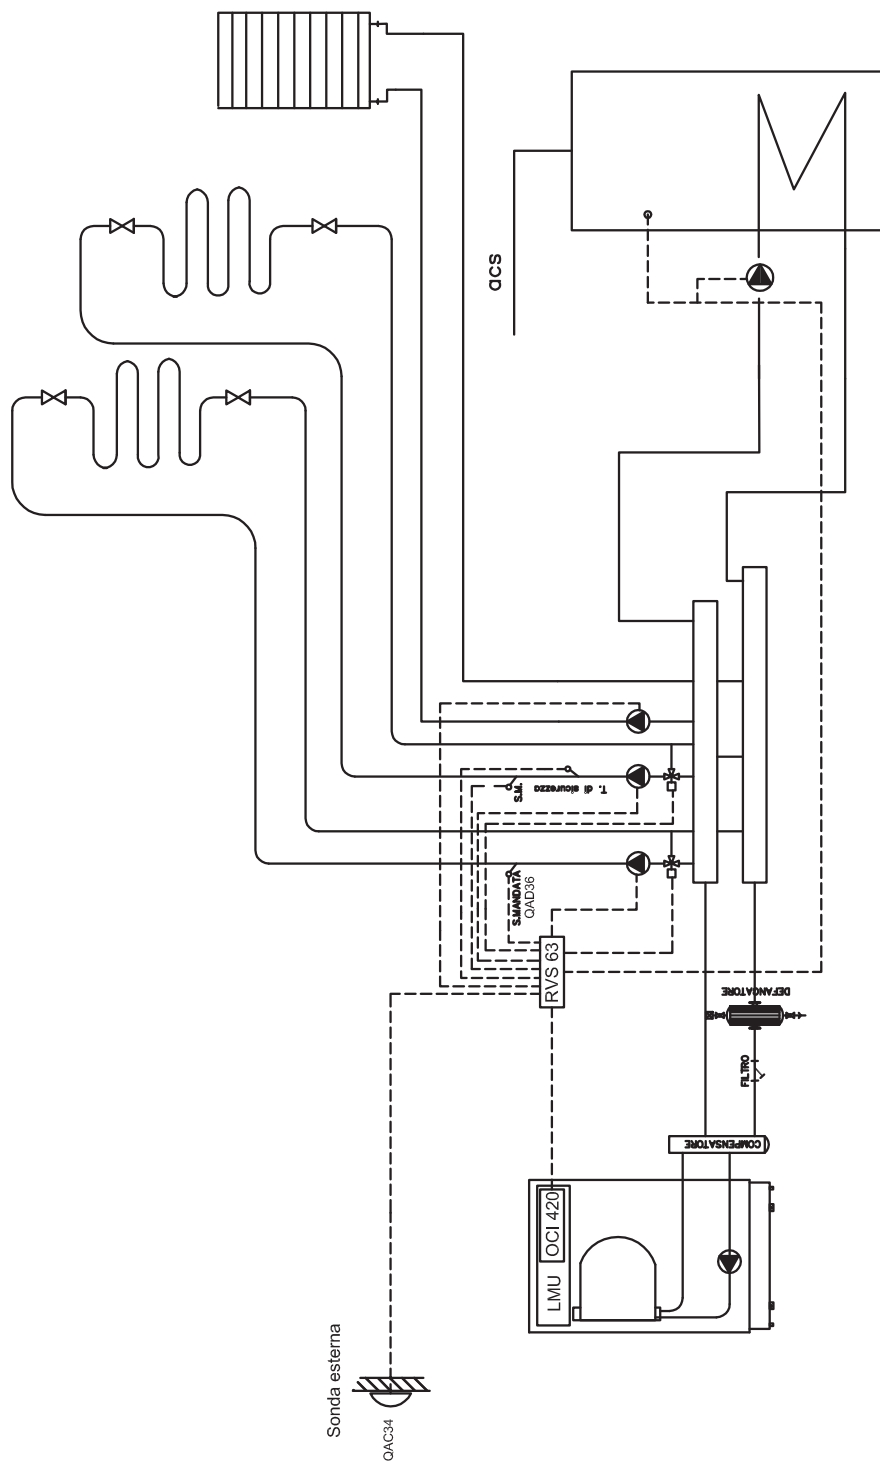 acs
S.M.
T. di sicurezza
S.MANDATA
QAD36
RVS 63
DEFANGATORE
FILTRO
COMPENSATORE
OCI 420
LMU
Sonda esterna
QAC34